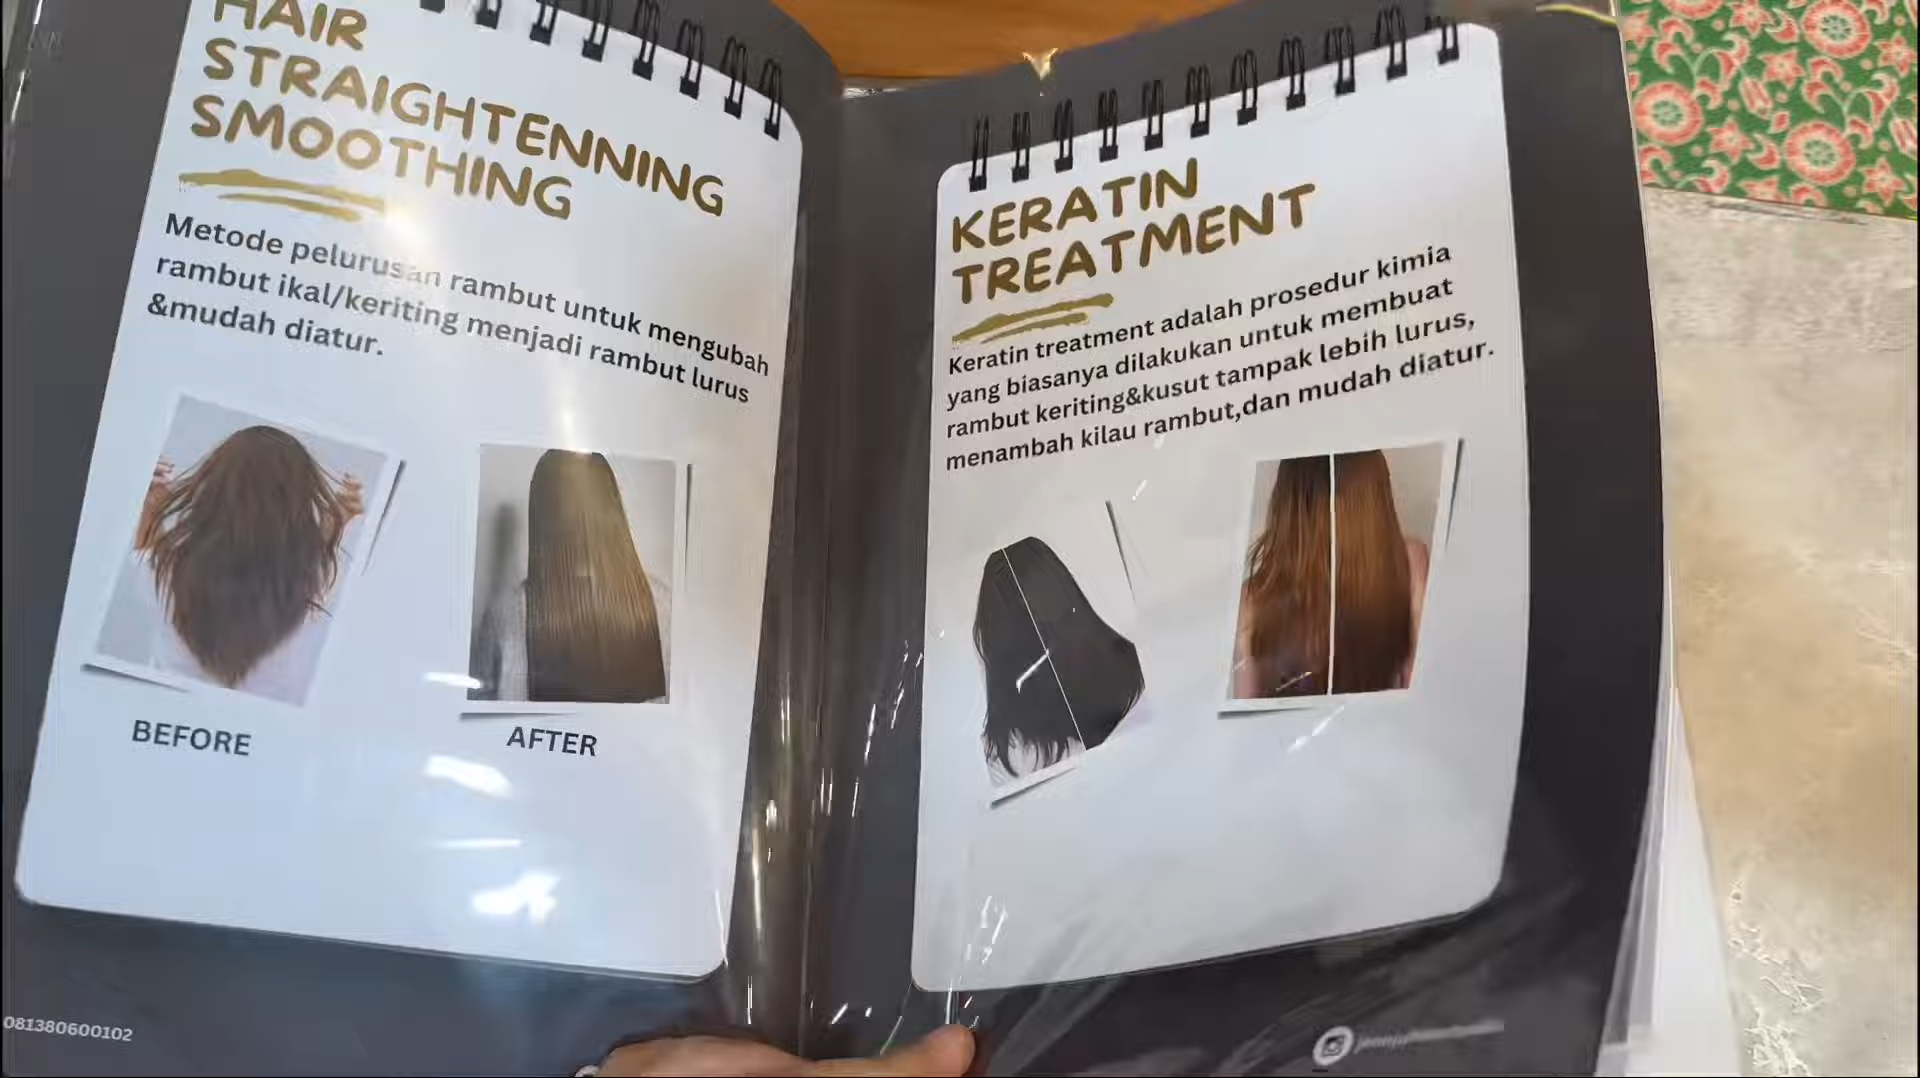 HAIR
STRAIGHTENNING
SMOOTHING
Metode pelurusan rambut untuk mengubah
rambut ikal/keriting menjadi rambut lurus
&mudah diatur.
BEFORE
AFTER
081380600102
KERATIN
TREATMENT
Keratin treatment adalah prosedur kimia
yang biasanya dilakukan untuk membuat
rambut keriting&kusut tampak lebih lurus,
menambah kilau rambut,dan mudah diatur.